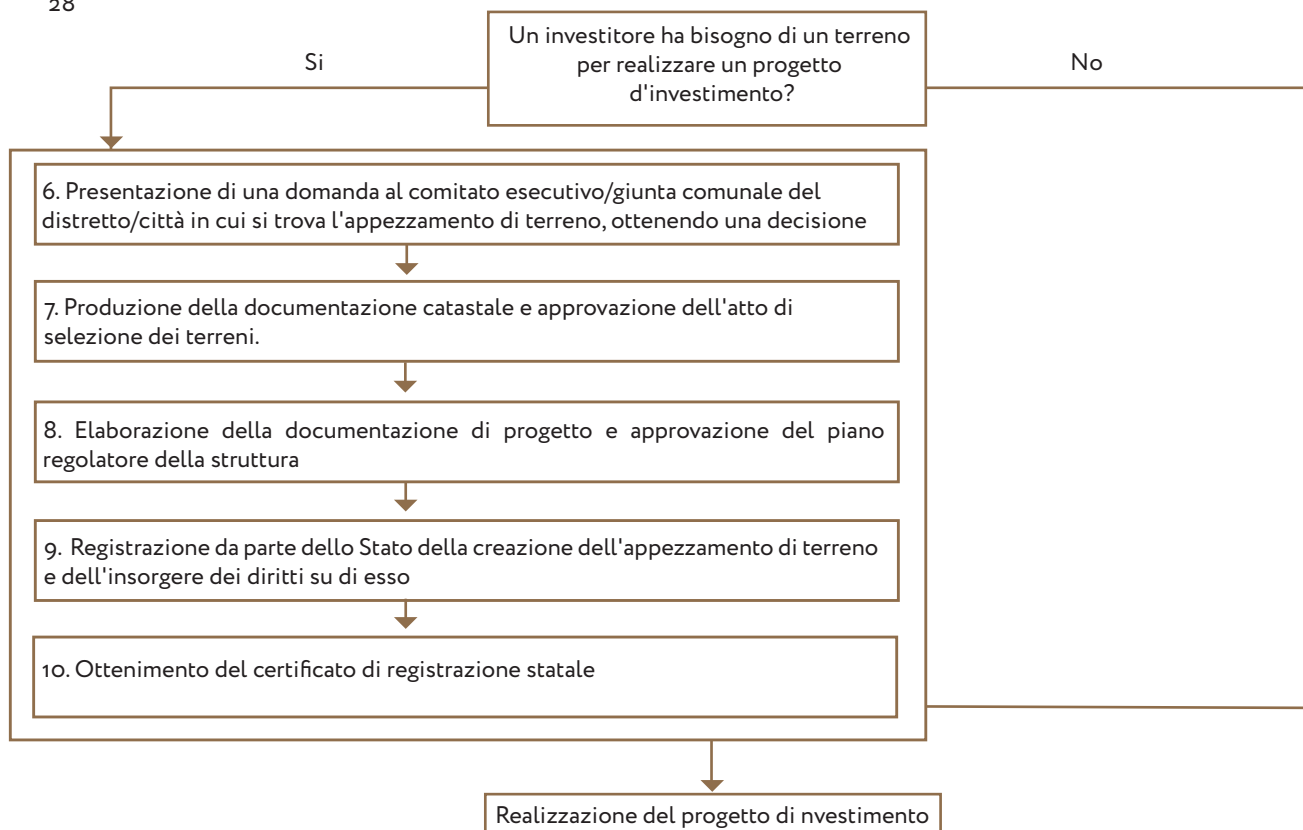 28
Un investitore ha bisogno di un terreno
per realizzare un progetto
d'investimento?
Si
No
6. Presentazione di una domanda al comitato esecutivo/giunta comunale del
distretto/città in cui si trova l'appezzamento di terreno, ottenendo una decisione
7. Produzione della documentazione catastale e approvazione dell'atto di
selezione dei terreni.
8. Elaborazione della documentazione di progetto e approvazione del piano
regolatore della struttura
9. Registrazione da parte dello Stato della creazione dell'appezzamento di terreno
e dell'insorgere dei diritti su di esso
10. Ottenimento del certificato di registrazione statale
Realizzazione del progetto di nvestimento